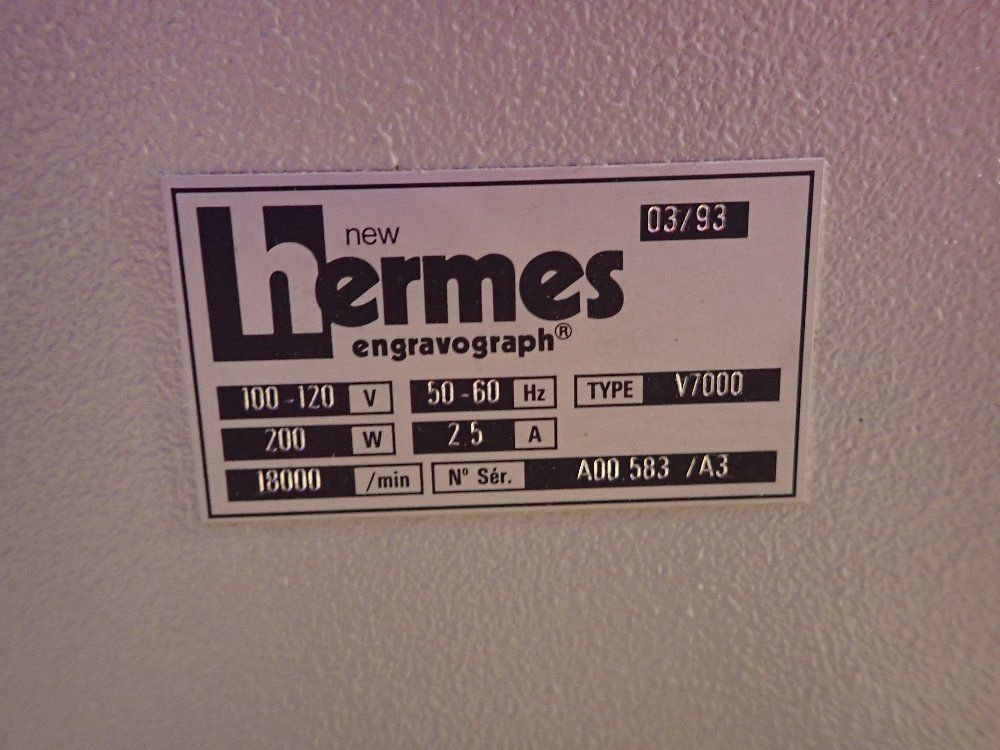 03/93
new
hermes
engravograph®
100-120 V 50-60 Hz TYPE V7000
200 W 2.5 A
18000 /min N° Sér. A00 583 /A3